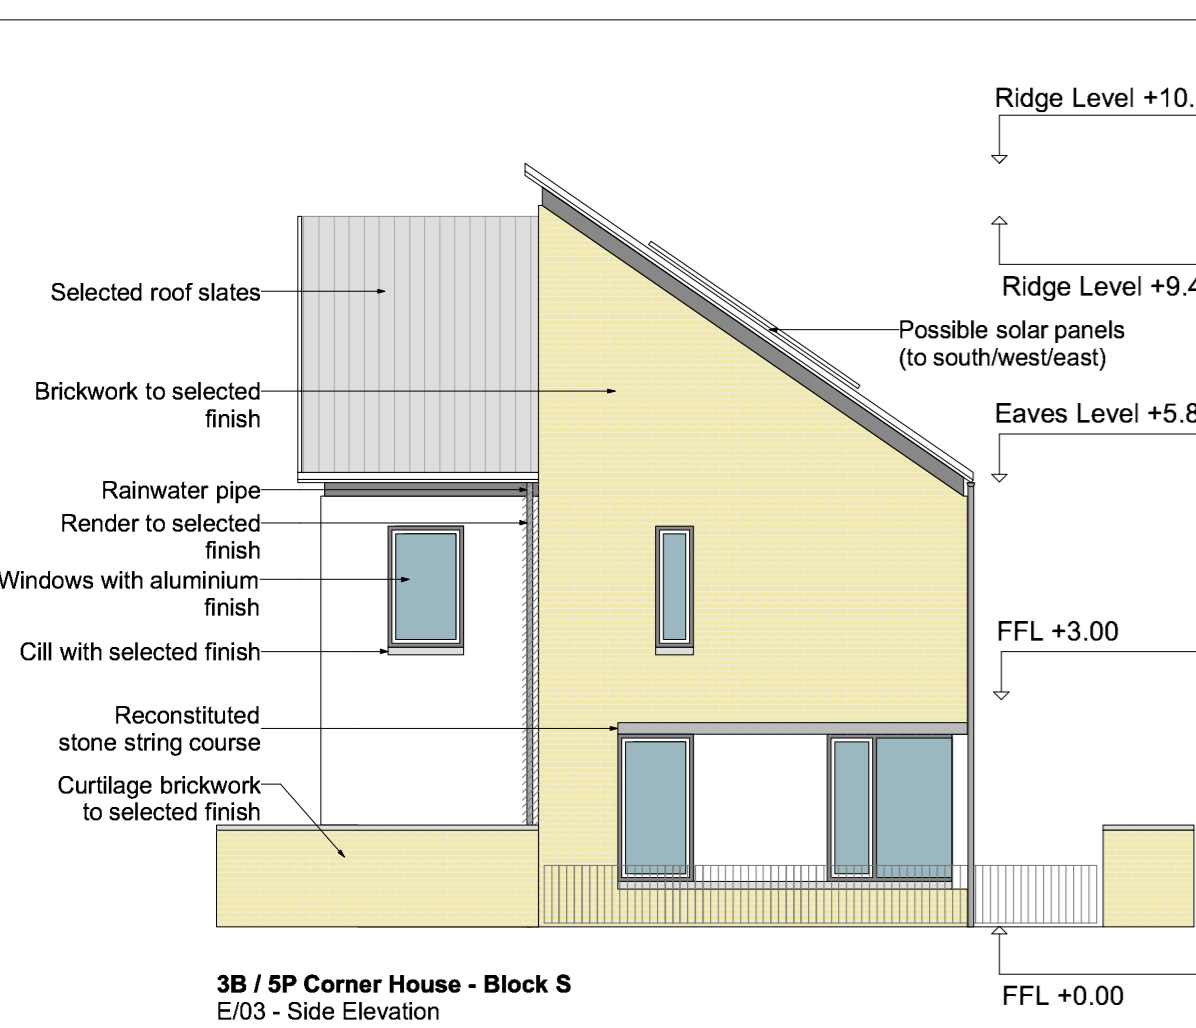 Ridge Level +10.
Ridge Level +9.4
Selected roof slates
Possible solar panels
(to south/west/east)
Brickwork to selected
finish
Eaves Level +5.8
Rainwater pipe
Render to selected
finish
Windows with aluminium
finish
FFL +3.00
Cill with selected finish
Reconstituted
stone string course
Curtilage brickwork
to selected finish
3B / 5P Corner House - Block S
E/03 - Side Elevation
FFL +0.00